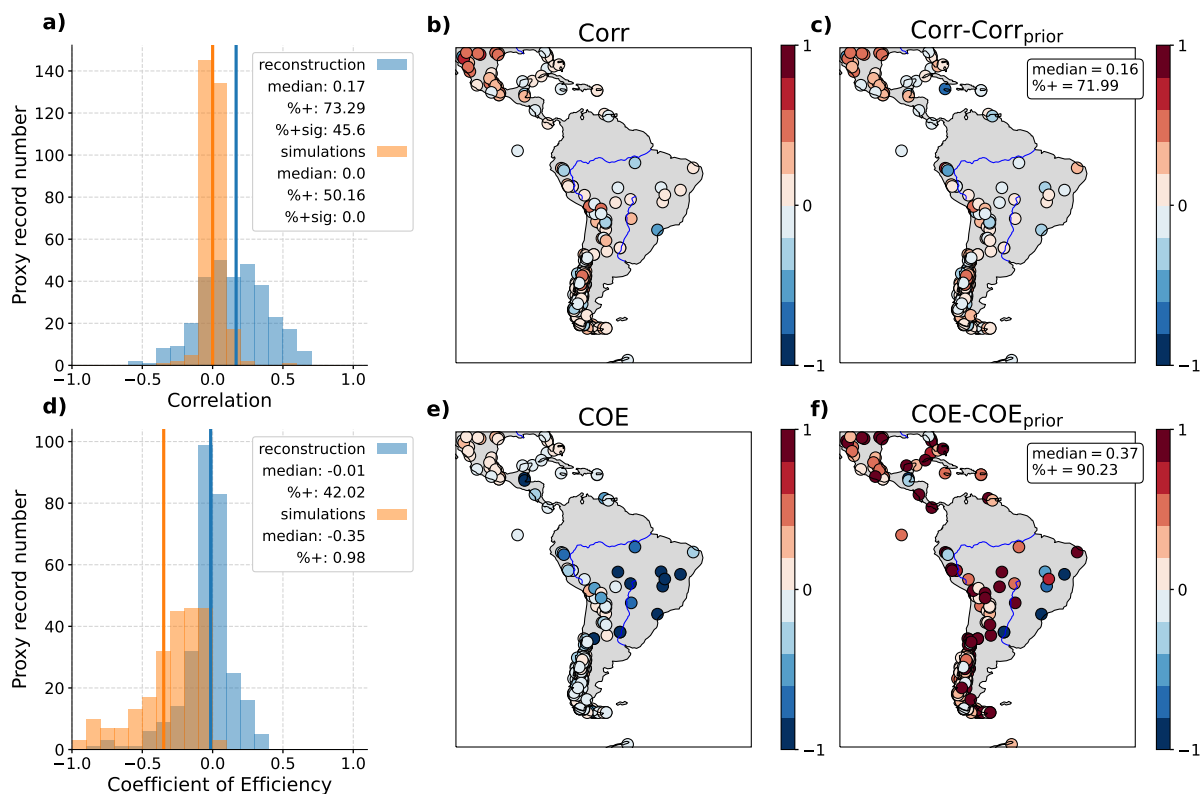 a)
Proxy record number
0
20
40
60
80
100
120
140
−1.0 −0.5 0.0 0.5 1.0
Correlation
reconstruction
median: 0.17
%+: 73.29
%+sig: 45.6
simulations
median: 0.0
%+: 50.16
%+sig: 0.0
b)
Corr
1
0
−1
c)
Corr-Corrprior
median = 0.16
%+ = 71.99
1
0
−1
d)
Proxy record number
0
20
40
60
80
100
−1.0 −0.5 0.0 0.5 1.0
Coefficient of Efficiency
reconstruction
median: -0.01
%+: 42.02
simulations
median: -0.35
%+: 0.98
e)
COE
1
0
−1
f)
COE-COEprior
median = 0.37
%+ = 90.23
1
0
−1